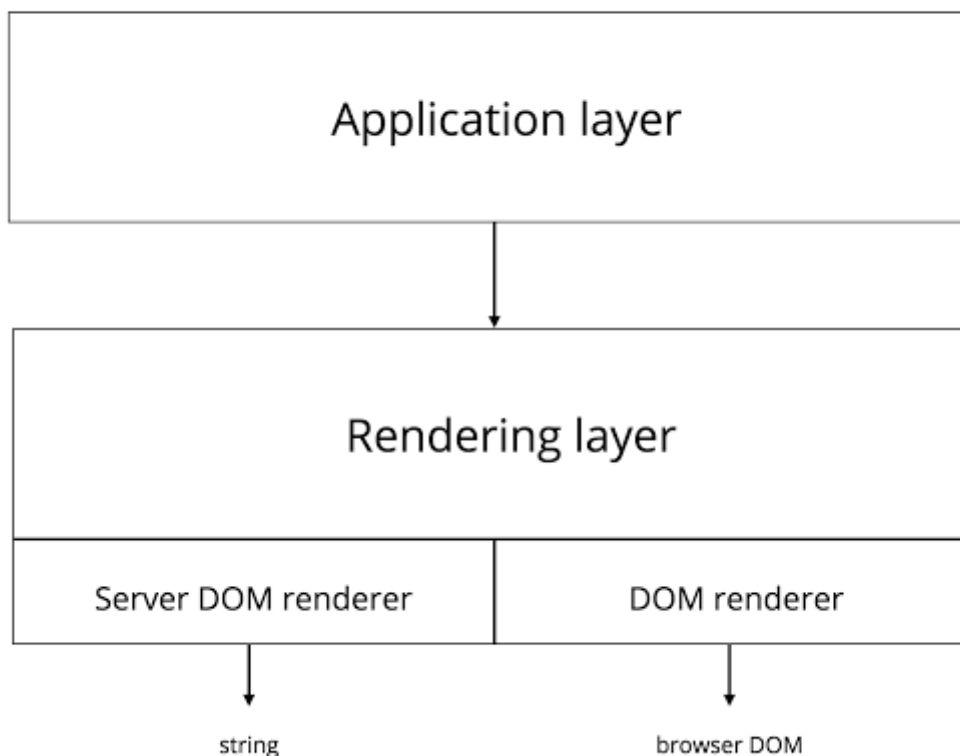 Application layer
Rendering layer
Server DOM renderer
DOM renderer
string
browser DOM